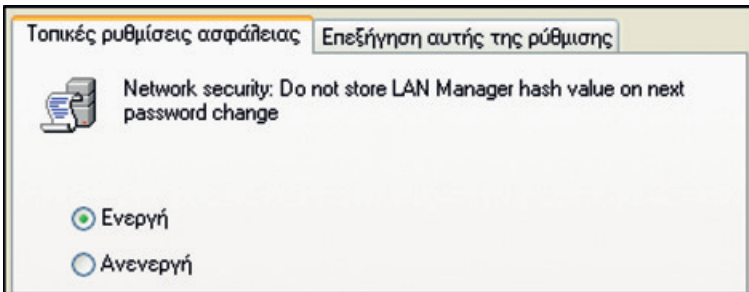 Τοπικές ρυθμίσεις ασφάλειας
Επεξήγηση αυτής της ρύθμισης
Network security: Do not store LAN Manager hash value on next
password change
Ενεργή
Ανενεργή